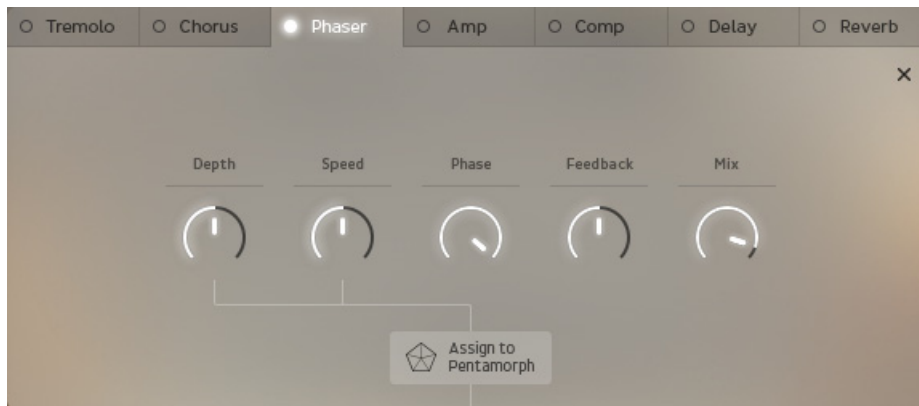 Tremolo Chorus Phaser Amp Comp Delay Reverb
Depth Speed Phase Feedback Mix
Assign to
Pentamorph